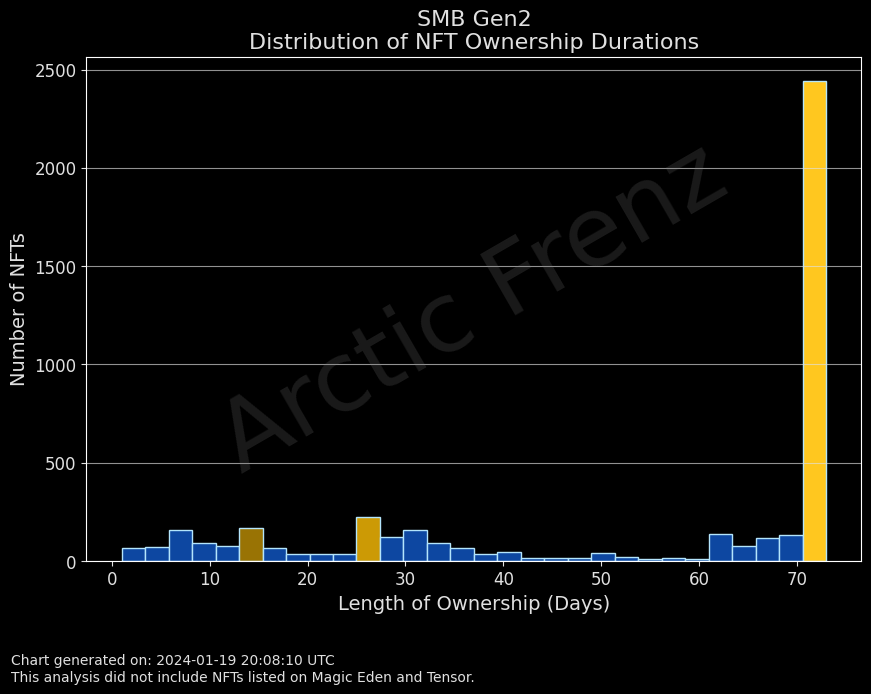 SMB Gen2
Distribution of NFT Ownership Durations
2500
2000
1500
1000
500
0
Number of NFTs
Arctic Frenz
0 10 20 30 40 50 60 70
Length of Ownership (Days)
Chart generated on: 2024-01-19 20:08:10 UTC
This analysis did not include NFTs listed on Magic Eden and Tensor.